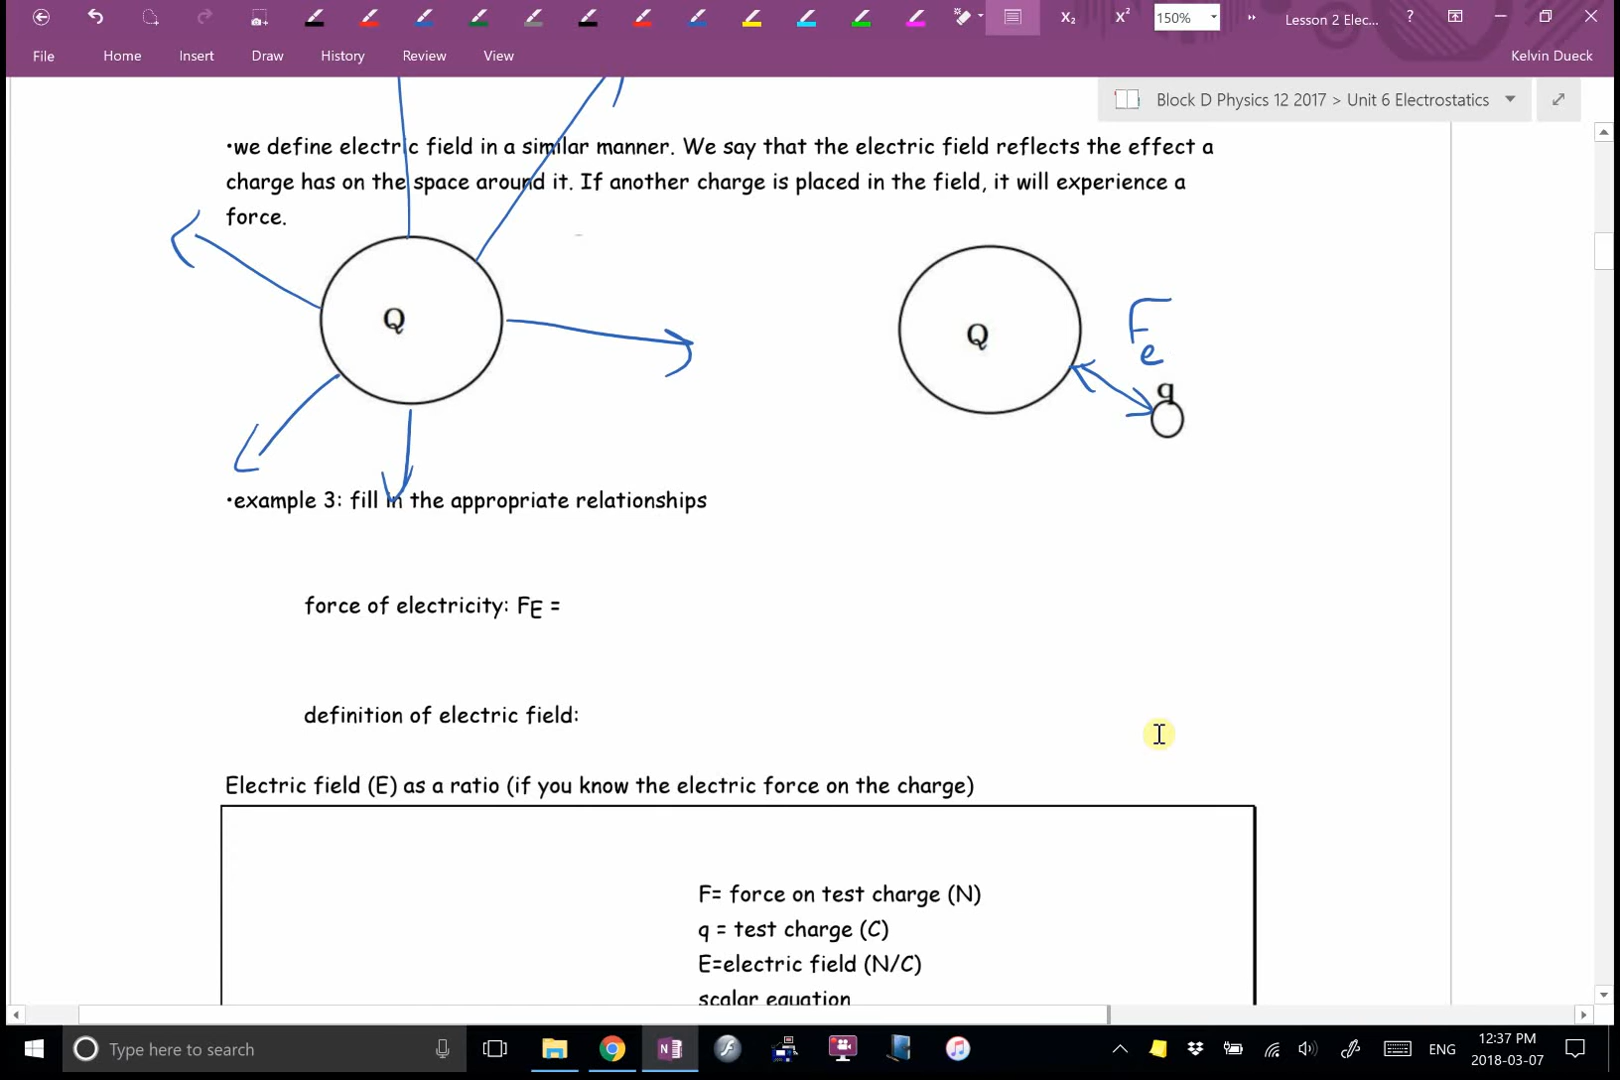 X₂ X² 150% Lesson 2 Elec... ?
File Home Insert Draw History Review View Kelvin Dueck
Block D Physics 12 2017 > Unit 6 Electrostatics
•we define electric field in a similar manner. We say that the electric field reflects the effect a
charge has on the space around it. If another charge is placed in the field, it will experience a
force.
Q
Q
Fe
q
•example 3: fill in the appropriate relationships
force of electricity: FE =
definition of electric field:
Electric field (E) as a ratio (if you know the electric force on the charge)
F= force on test charge (N)
q = test charge (C)
E=electric field (N/C)
scalar equation
Type here to search
N
f
ENG
12:37 PM
2018-03-07